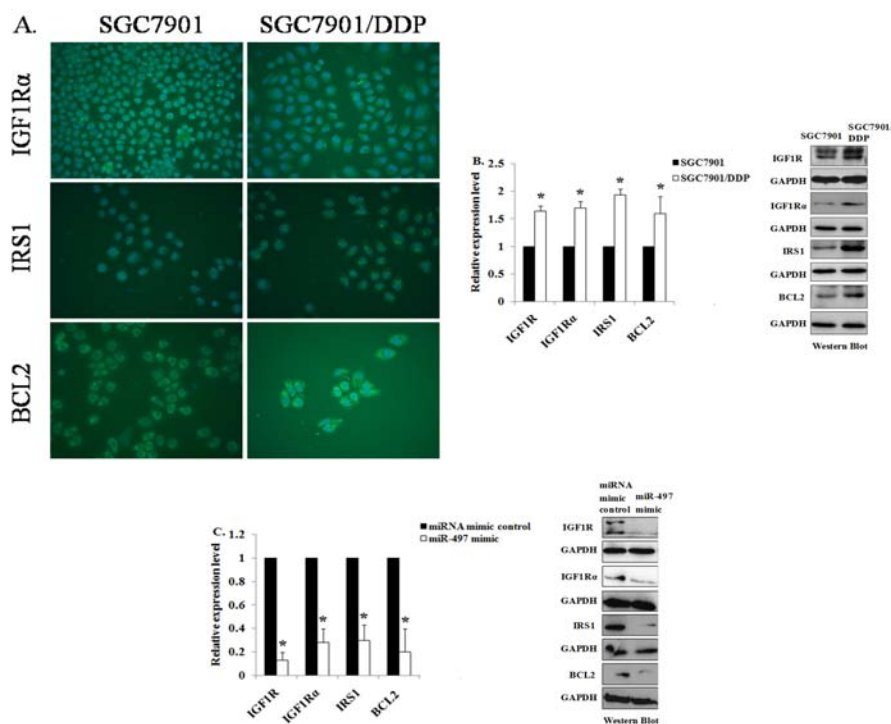 A.
SGC7901 SGC7901/DDP
IGF1Rα
IRS1
BCL2
B.
SGC7901
SGC7901/DDP
Relative expression level
2.5
2
1.5
1
0.5
0
*
*
*
*
IGF1R
IGF1Rα
IRS1
BCL2
SGC7901 SGC7901/
DDP
IGF1R
GAPDH
IGF1Rα
GAPDH
IRS1
GAPDH
BCL2
GAPDH
Western Blot
C.
miRNA mimic control
miR-497 mimic
Relative expression level
1.2
1
0.8
0.6
0.4
0.2
0
*
*
*
*
IGF1R
IGF1Rα
IRS1
BCL2
miRNA
mimic miR-497
control mimic
IGF1R
GAPDH
IGF1Rα
GAPDH
IRS1
GAPDH
BCL2
GAPDH
Western Blot